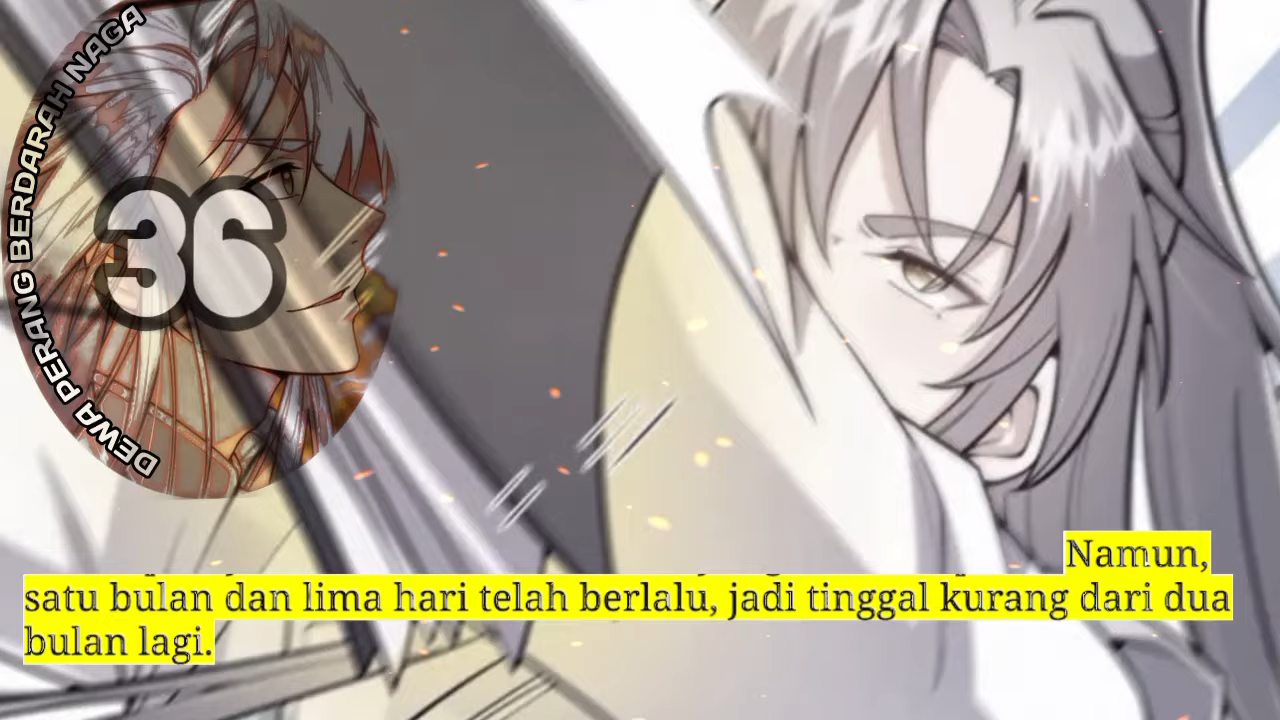 DEWA PERANG BERDARAH NAGA
36
Namun,
satu bulan dan lima hari telah berlalu, jadi tinggal kurang dari dua
bulan lagi.